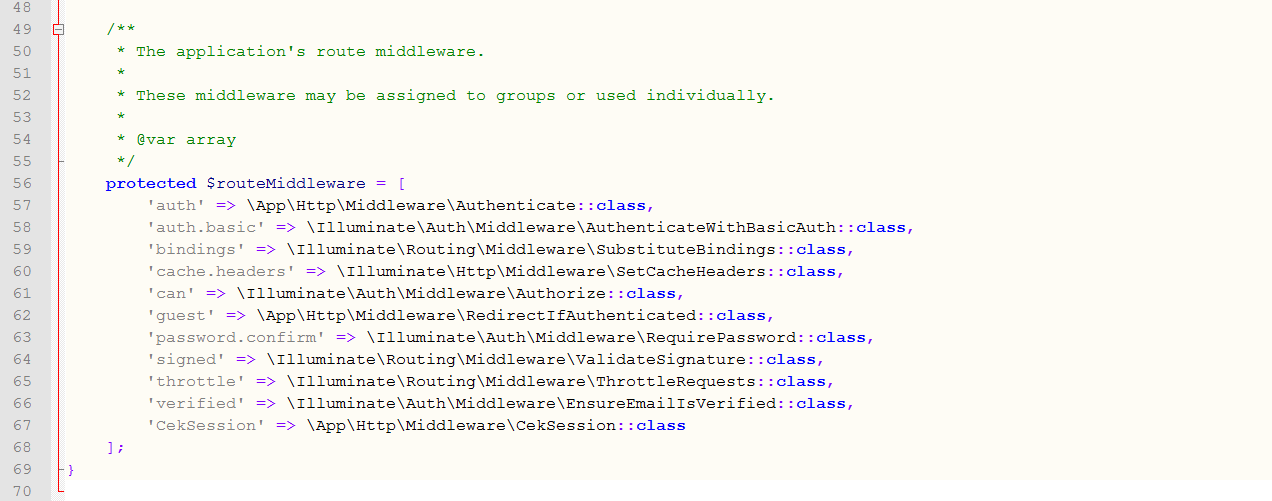 48
49     /**
50      * The application's route middleware.
51      *
52      * These middleware may be assigned to groups or used individually.
53      *
54      * @var array
55      */
56     protected $routeMiddleware = [
57         'auth' => \App\Http\Middleware\Authenticate::class,
58         'auth.basic' => \Illuminate\Auth\Middleware\AuthenticateWithBasicAuth::class,
59         'bindings' => \Illuminate\Routing\Middleware\SubstituteBindings::class,
60         'cache.headers' => \Illuminate\Http\Middleware\SetCacheHeaders::class,
61         'can' => \Illuminate\Auth\Middleware\Authorize::class,
62         'guest' => \App\Http\Middleware\RedirectIfAuthenticated::class,
63         'password.confirm' => \Illuminate\Auth\Middleware\RequirePassword::class,
64         'signed' => \Illuminate\Routing\Middleware\ValidateSignature::class,
65         'throttle' => \Illuminate\Routing\Middleware\ThrottleRequests::class,
66         'verified' => \Illuminate\Auth\Middleware\EnsureEmailIsVerified::class,
67         'CekSession' => \App\Http\Middleware\CekSession::class
68     ];
69 }
70